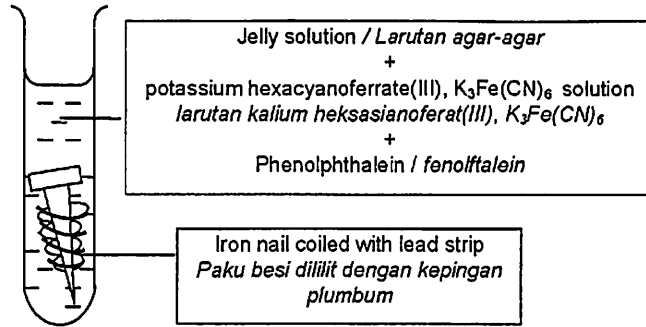 Jelly solution / Larutan agar-agar
+
potassium hexacyanoferrate(III), K₃Fe(CN)₆ solution
larutan kalium heksasianoferat(III), K₃Fe(CN)₆
+
Phenolphthalein / fenolftalein
Iron nail coiled with lead strip
Paku besi dililit dengan kepingan
plumbum